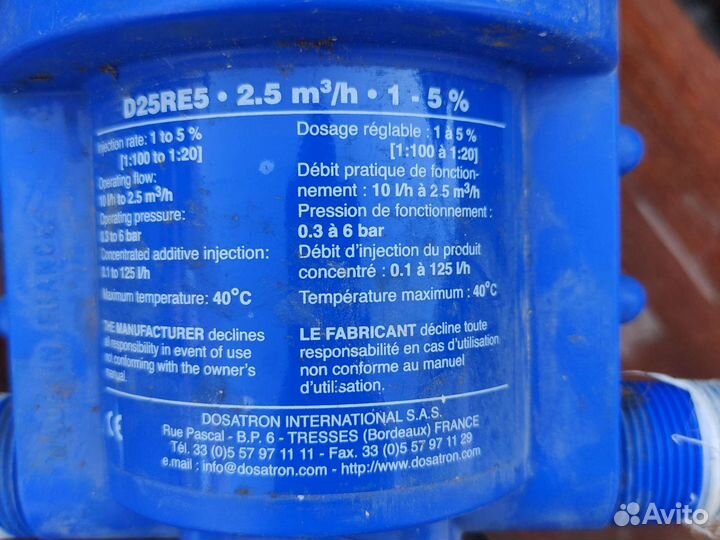 D25RE5 • 2.5 m³/h • 1 - 5 %
Injection rate: 1 to 5 %
[1:100 to 1:20]
Operating flow:
10 l/h to 2.5 m³/h
Operating pressure:
0.3 to 6 bar
Concentrated additive injection:
0.1 to 125 l/h
Maximum temperature: 40°C
THE MANUFACTURER declines
all responsibility in event of use
not conforming with the owner's
manual.
Dosage réglable : 1 à 5 %
[1:100 à 1:20]
Débit pratique de fonction-
nement : 10 l/h à 2.5 m³/h
Pression de fonctionnement :
0.3 à 6 bar
Débit d'injection du produit
concentré : 0.1 à 125 l/h
Température maximum : 40°C
LE FABRICANT décline toute
responsabilité en cas d'utilisation
non conforme au manuel
d'utilisation.
CE
DOSATRON INTERNATIONAL S.A.S.
Rue Pascal - B.P. 6 - TRESSES (Bordeaux) FRANCE
Tél. 33 (0)5 57 97 11 11 - Fax. 33 (0)5 57 97 11 29
e.mail : info@dosatron.com - http://www.dosatron.com
Avito